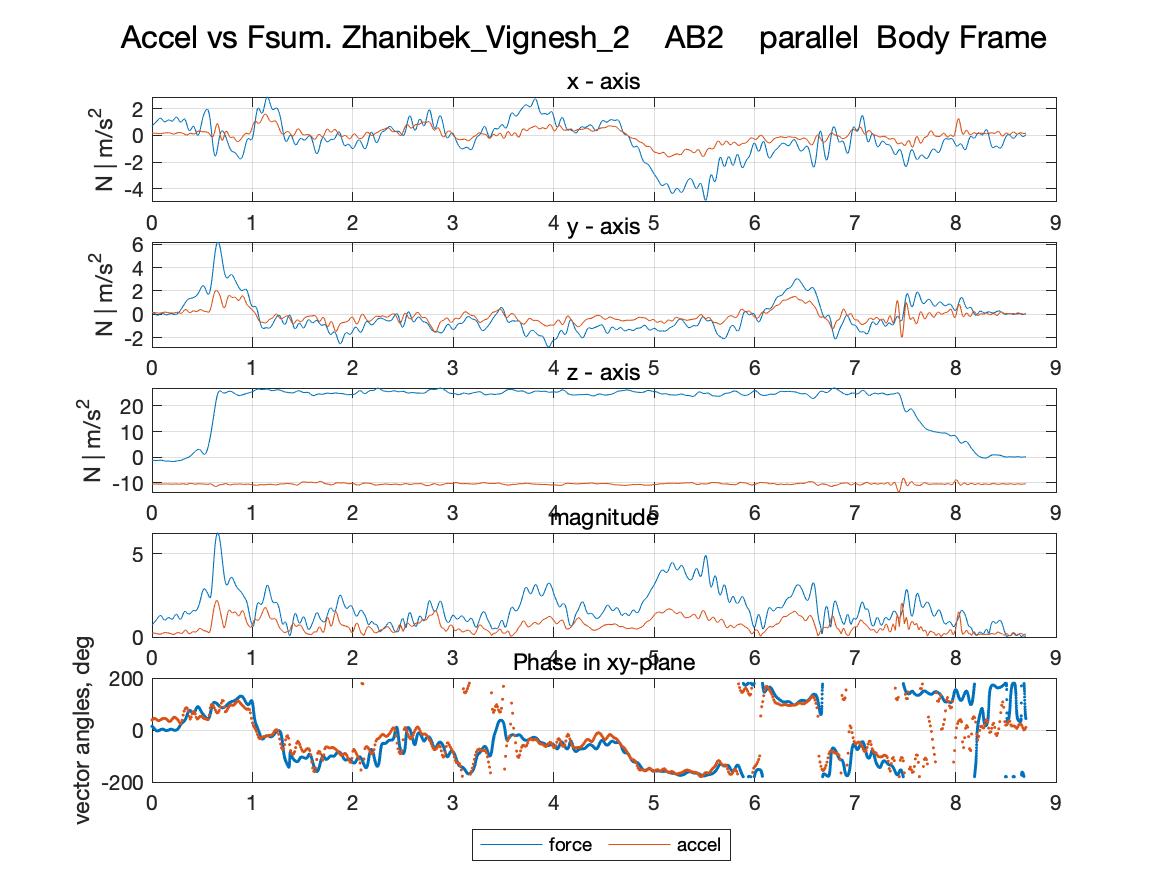 Accel vs Fsum. Zhanibek_Vignesh_2    AB2    parallel  Body Frame
x - axis
N | m/s²
2
0
-2
-4
0 1 2 3 4 5 6 7 8 9
y - axis
N | m/s²
6
4
2
0
-2
0 1 2 3 4 5 6 7 8 9
z - axis
N | m/s²
20
10
0
-10
0 1 2 3 4 5 6 7 8 9
magnitude
5
0
0 1 2 3 4 5 6 7 8 9
Phase in xy-plane
vector angles, deg
200
0
-200
0 1 2 3 4 5 6 7 8 9
force accel